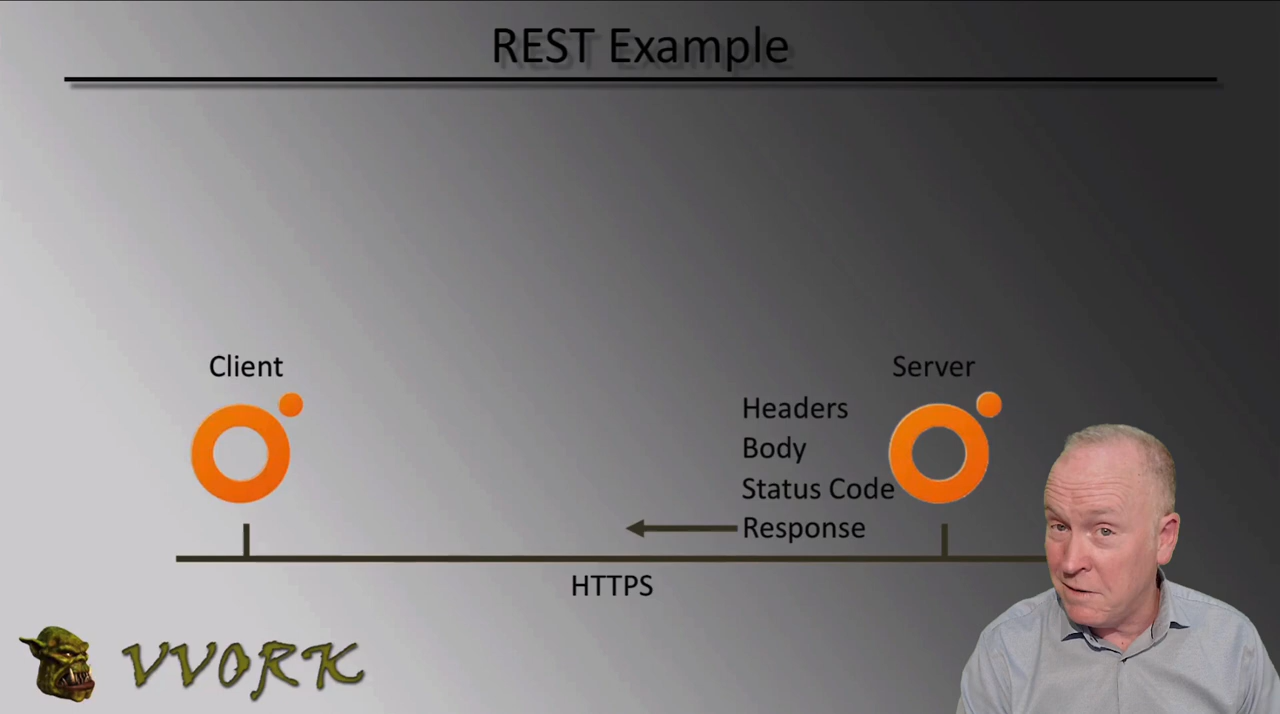 REST Example
Client
Server
Headers
Body
Status Code
Response
HTTPS
VVORK